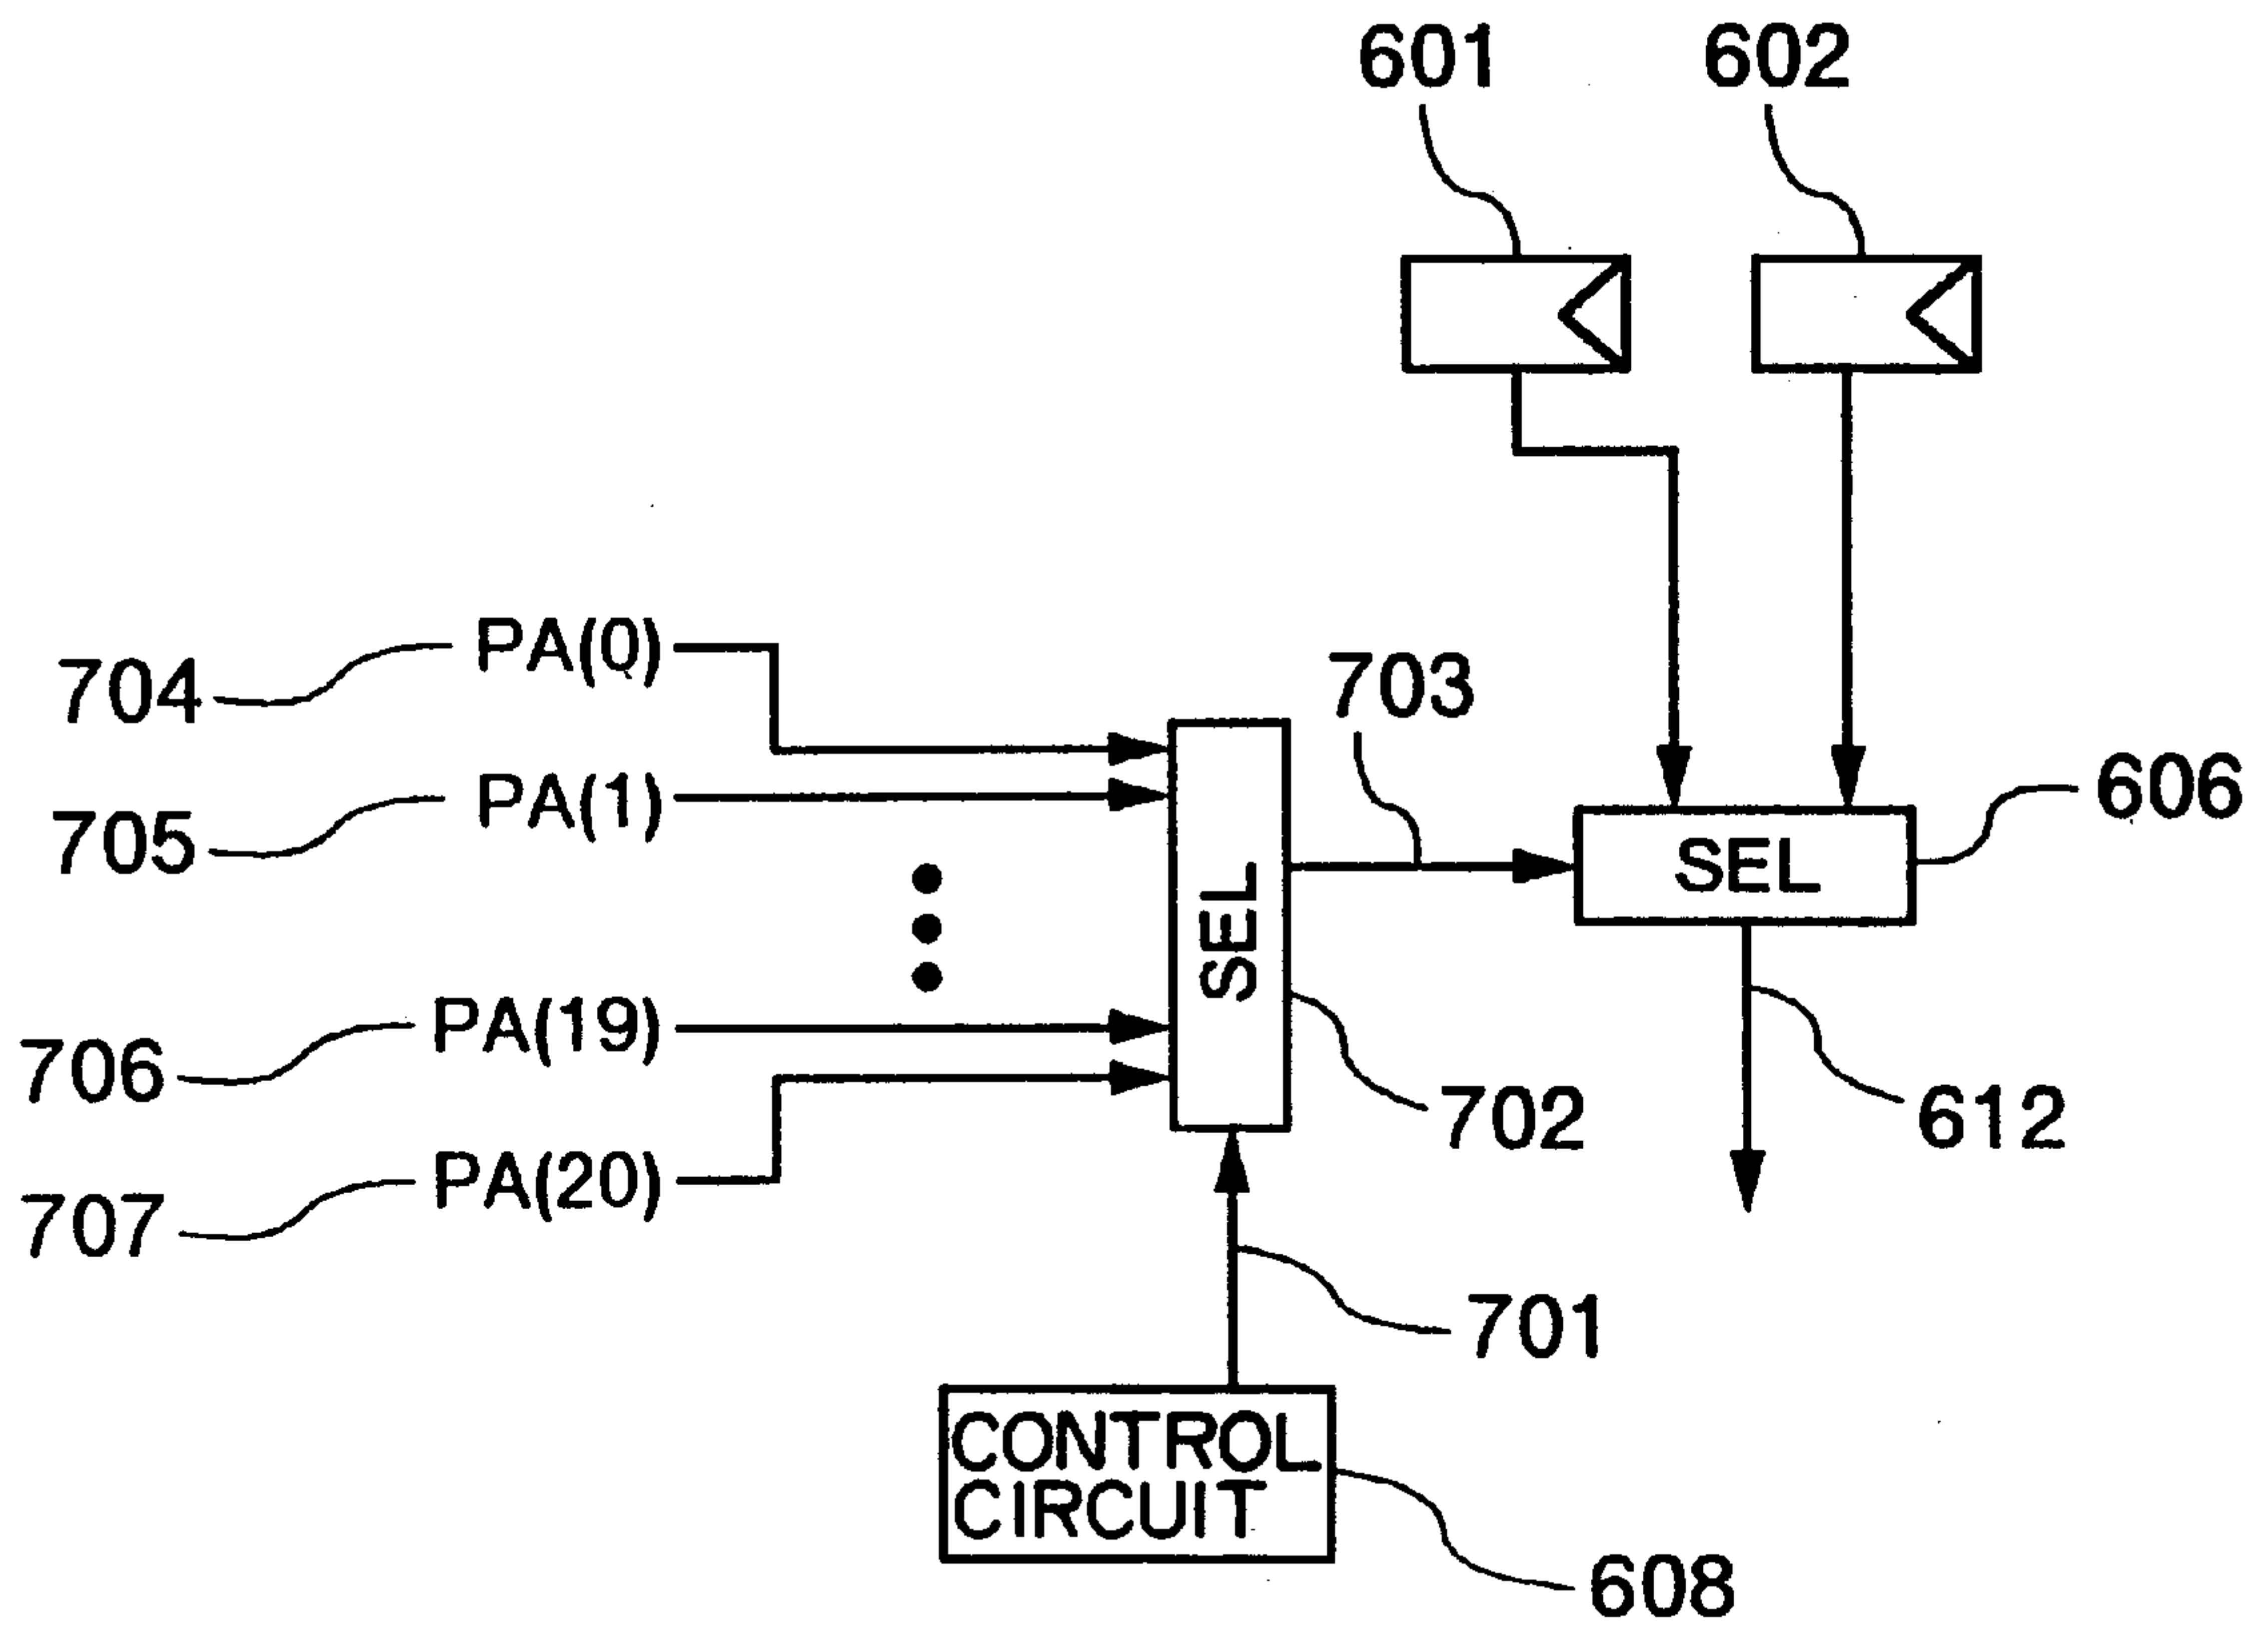 601
602
704
PA(0)
703
705
PA(1)
606
SEL
SEL
706
PA(19)
702
612
707
PA(20)
701
CONTROL
CIRCUIT
608